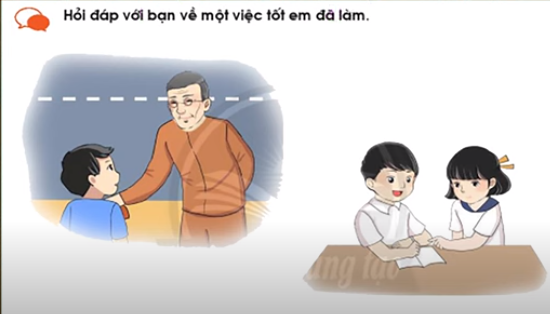 Hỏi đáp với bạn về một việc tốt em đã làm.